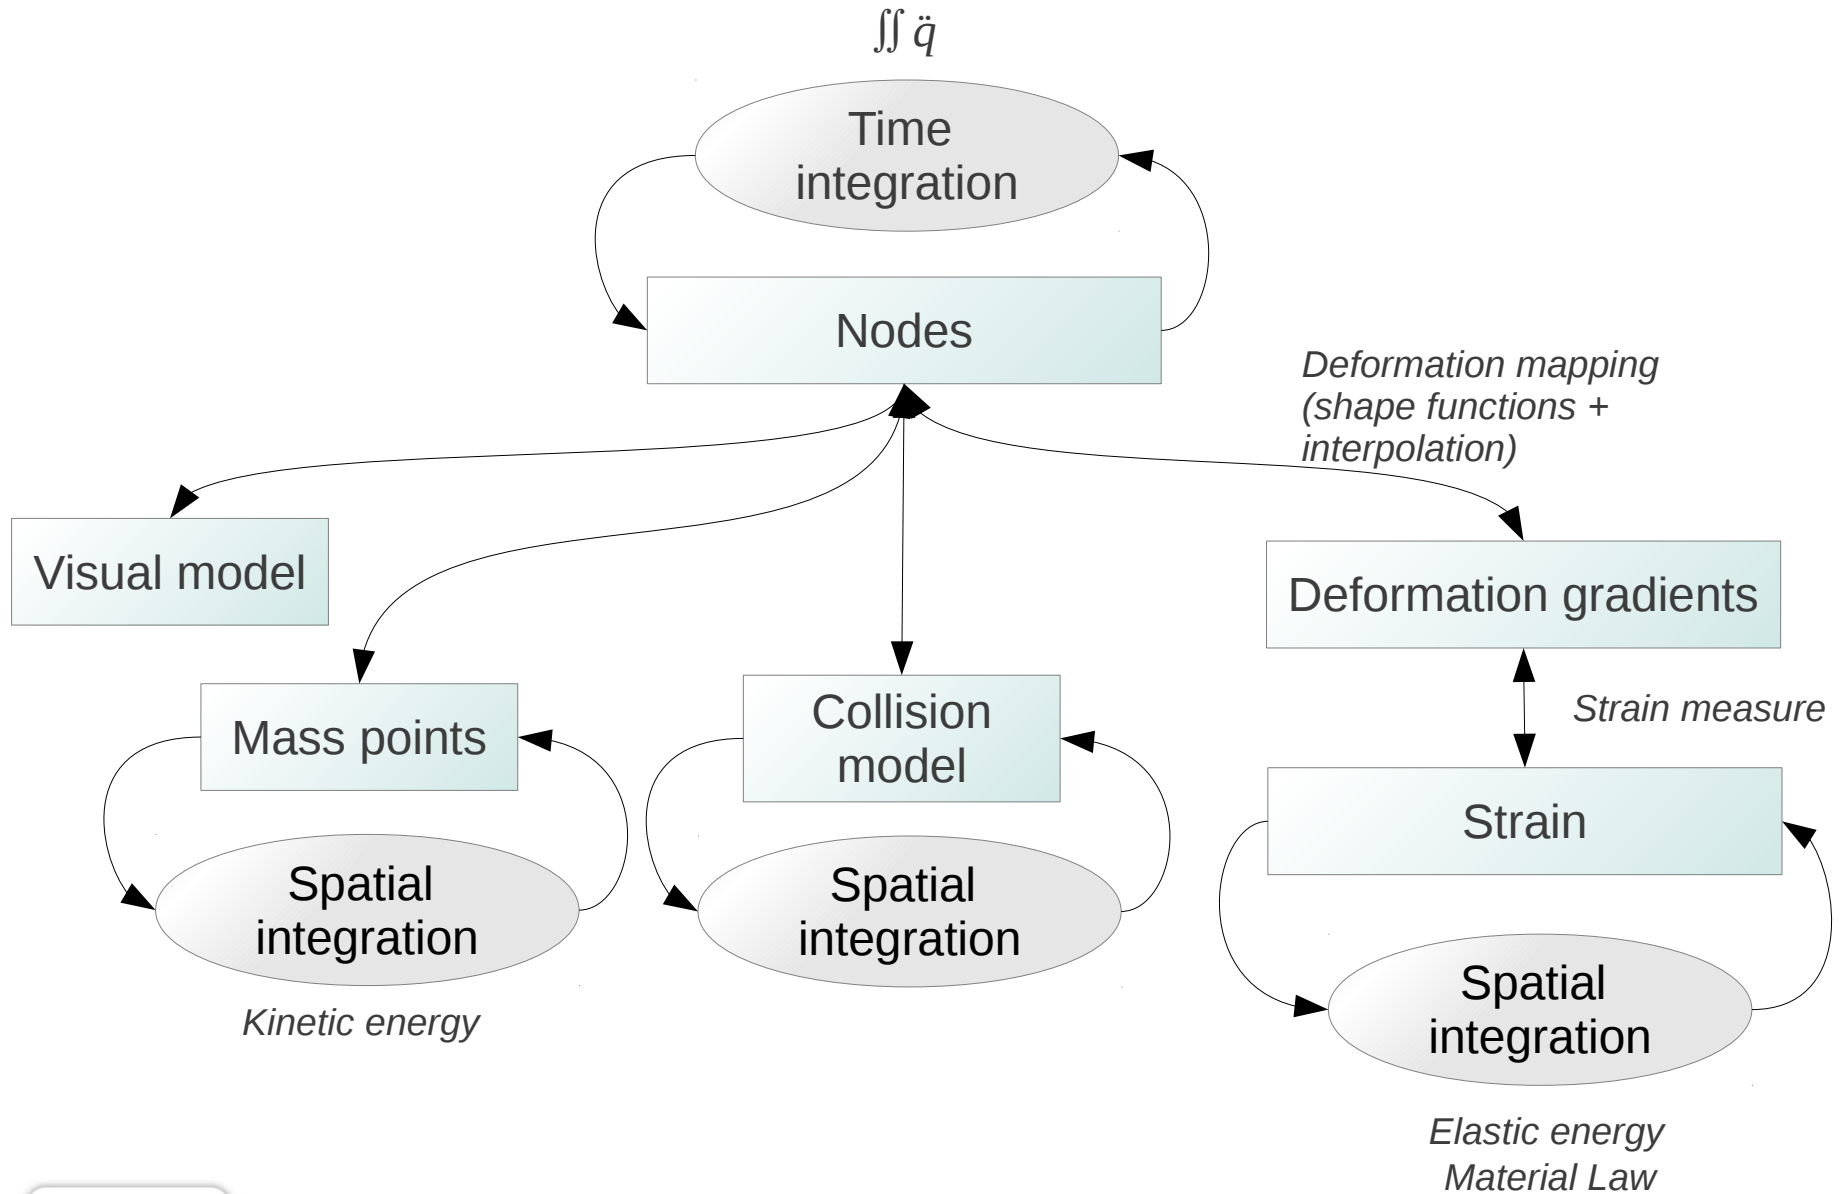 ∬ q̈
Time
integration
Nodes
Deformation mapping
(shape functions +
interpolation)
Visual model
Deformation gradients
Mass points
Collision
model
Strain measure
Strain
Spatial
integration
Spatial
integration
Spatial
integration
Kinetic energy
Elastic energy
Material Law